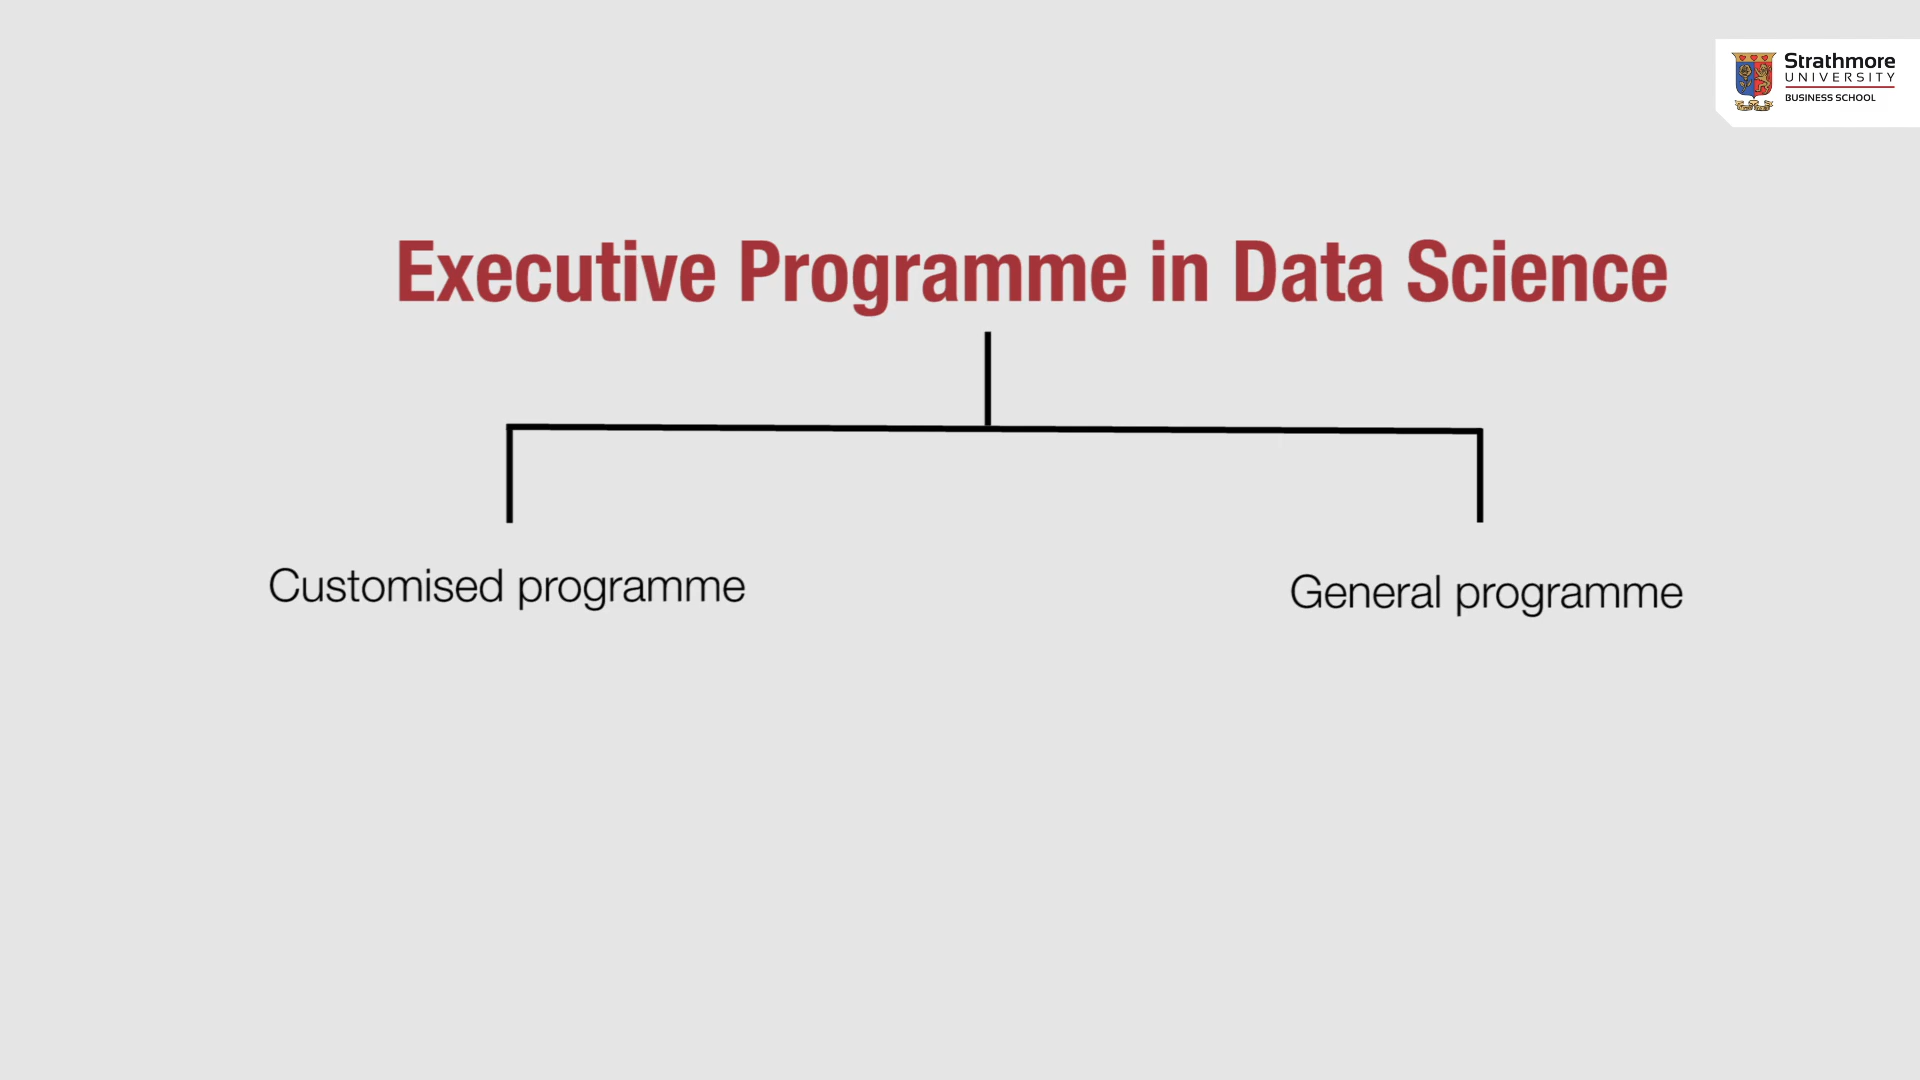 Strathmore
UNIVERSITY
BUSINESS SCHOOL
Executive Programme in Data Science
Customised programme
General programme